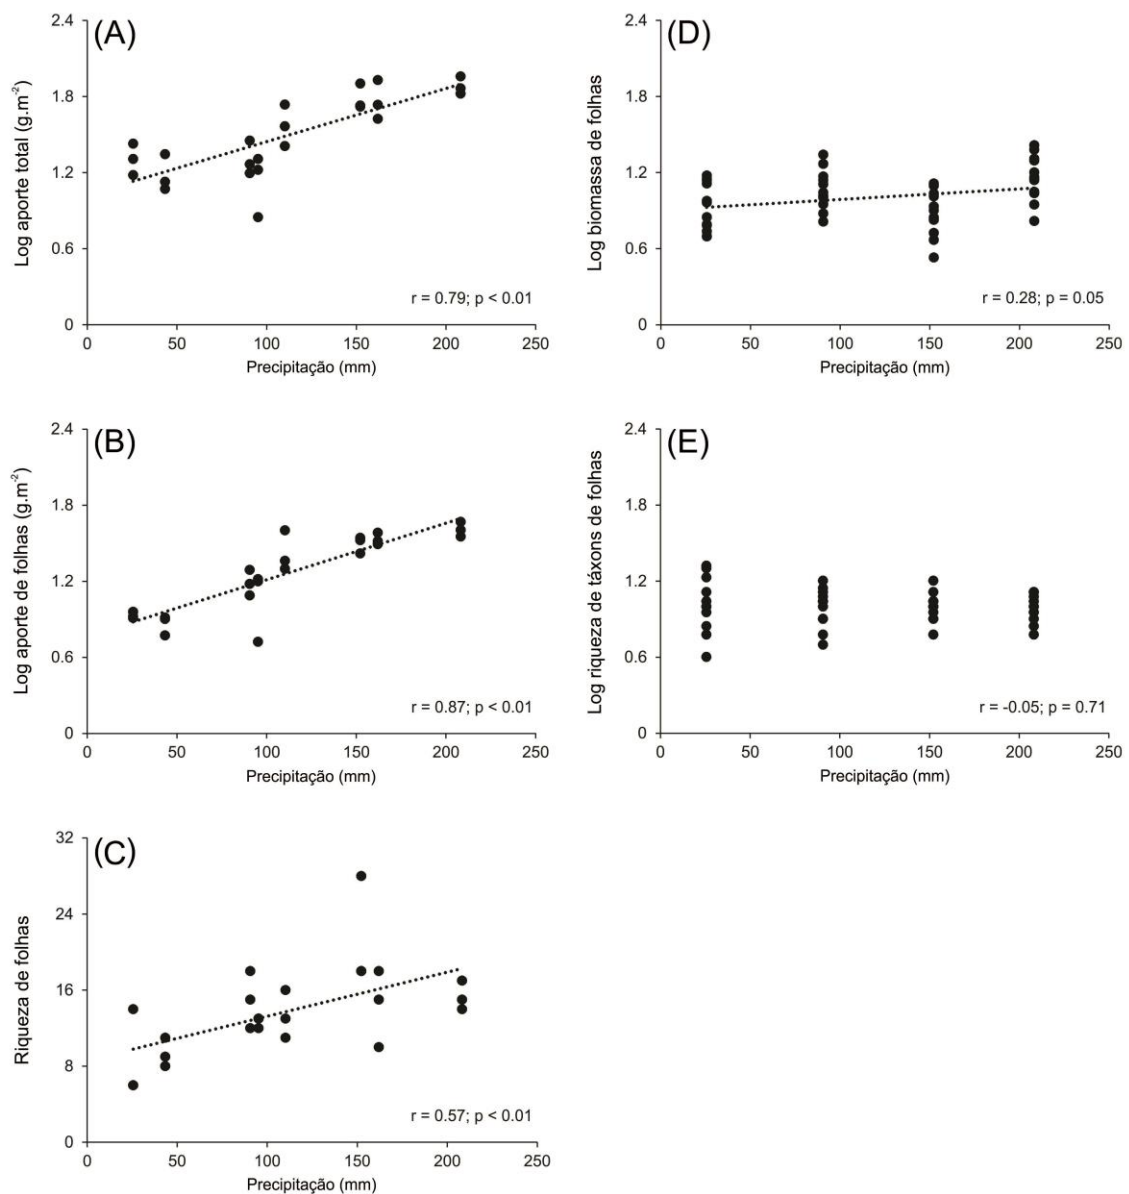 (A)
Log aporte total (g.m⁻²)
2.4
1.8
1.2
0.6
0
r = 0.79; p < 0.01
0 50 100 150 200 250
Precipitação (mm)
(D)
Log biomassa de folhas
2.4
1.8
1.2
0.6
0
r = 0.28; p = 0.05
0 50 100 150 200 250
Precipitação (mm)
(B)
Log aporte de folhas (g.m⁻²)
2.4
1.8
1.2
0.6
0
r = 0.87; p < 0.01
0 50 100 150 200 250
Precipitação (mm)
(E)
Log riqueza de táxons de folhas
2.4
1.8
1.2
0.6
0
r = -0.05; p = 0.71
0 50 100 150 200 250
Precipitação (mm)
(C)
Riqueza de folhas
32
24
16
8
0
r = 0.57; p < 0.01
0 50 100 150 200 250
Precipitação (mm)